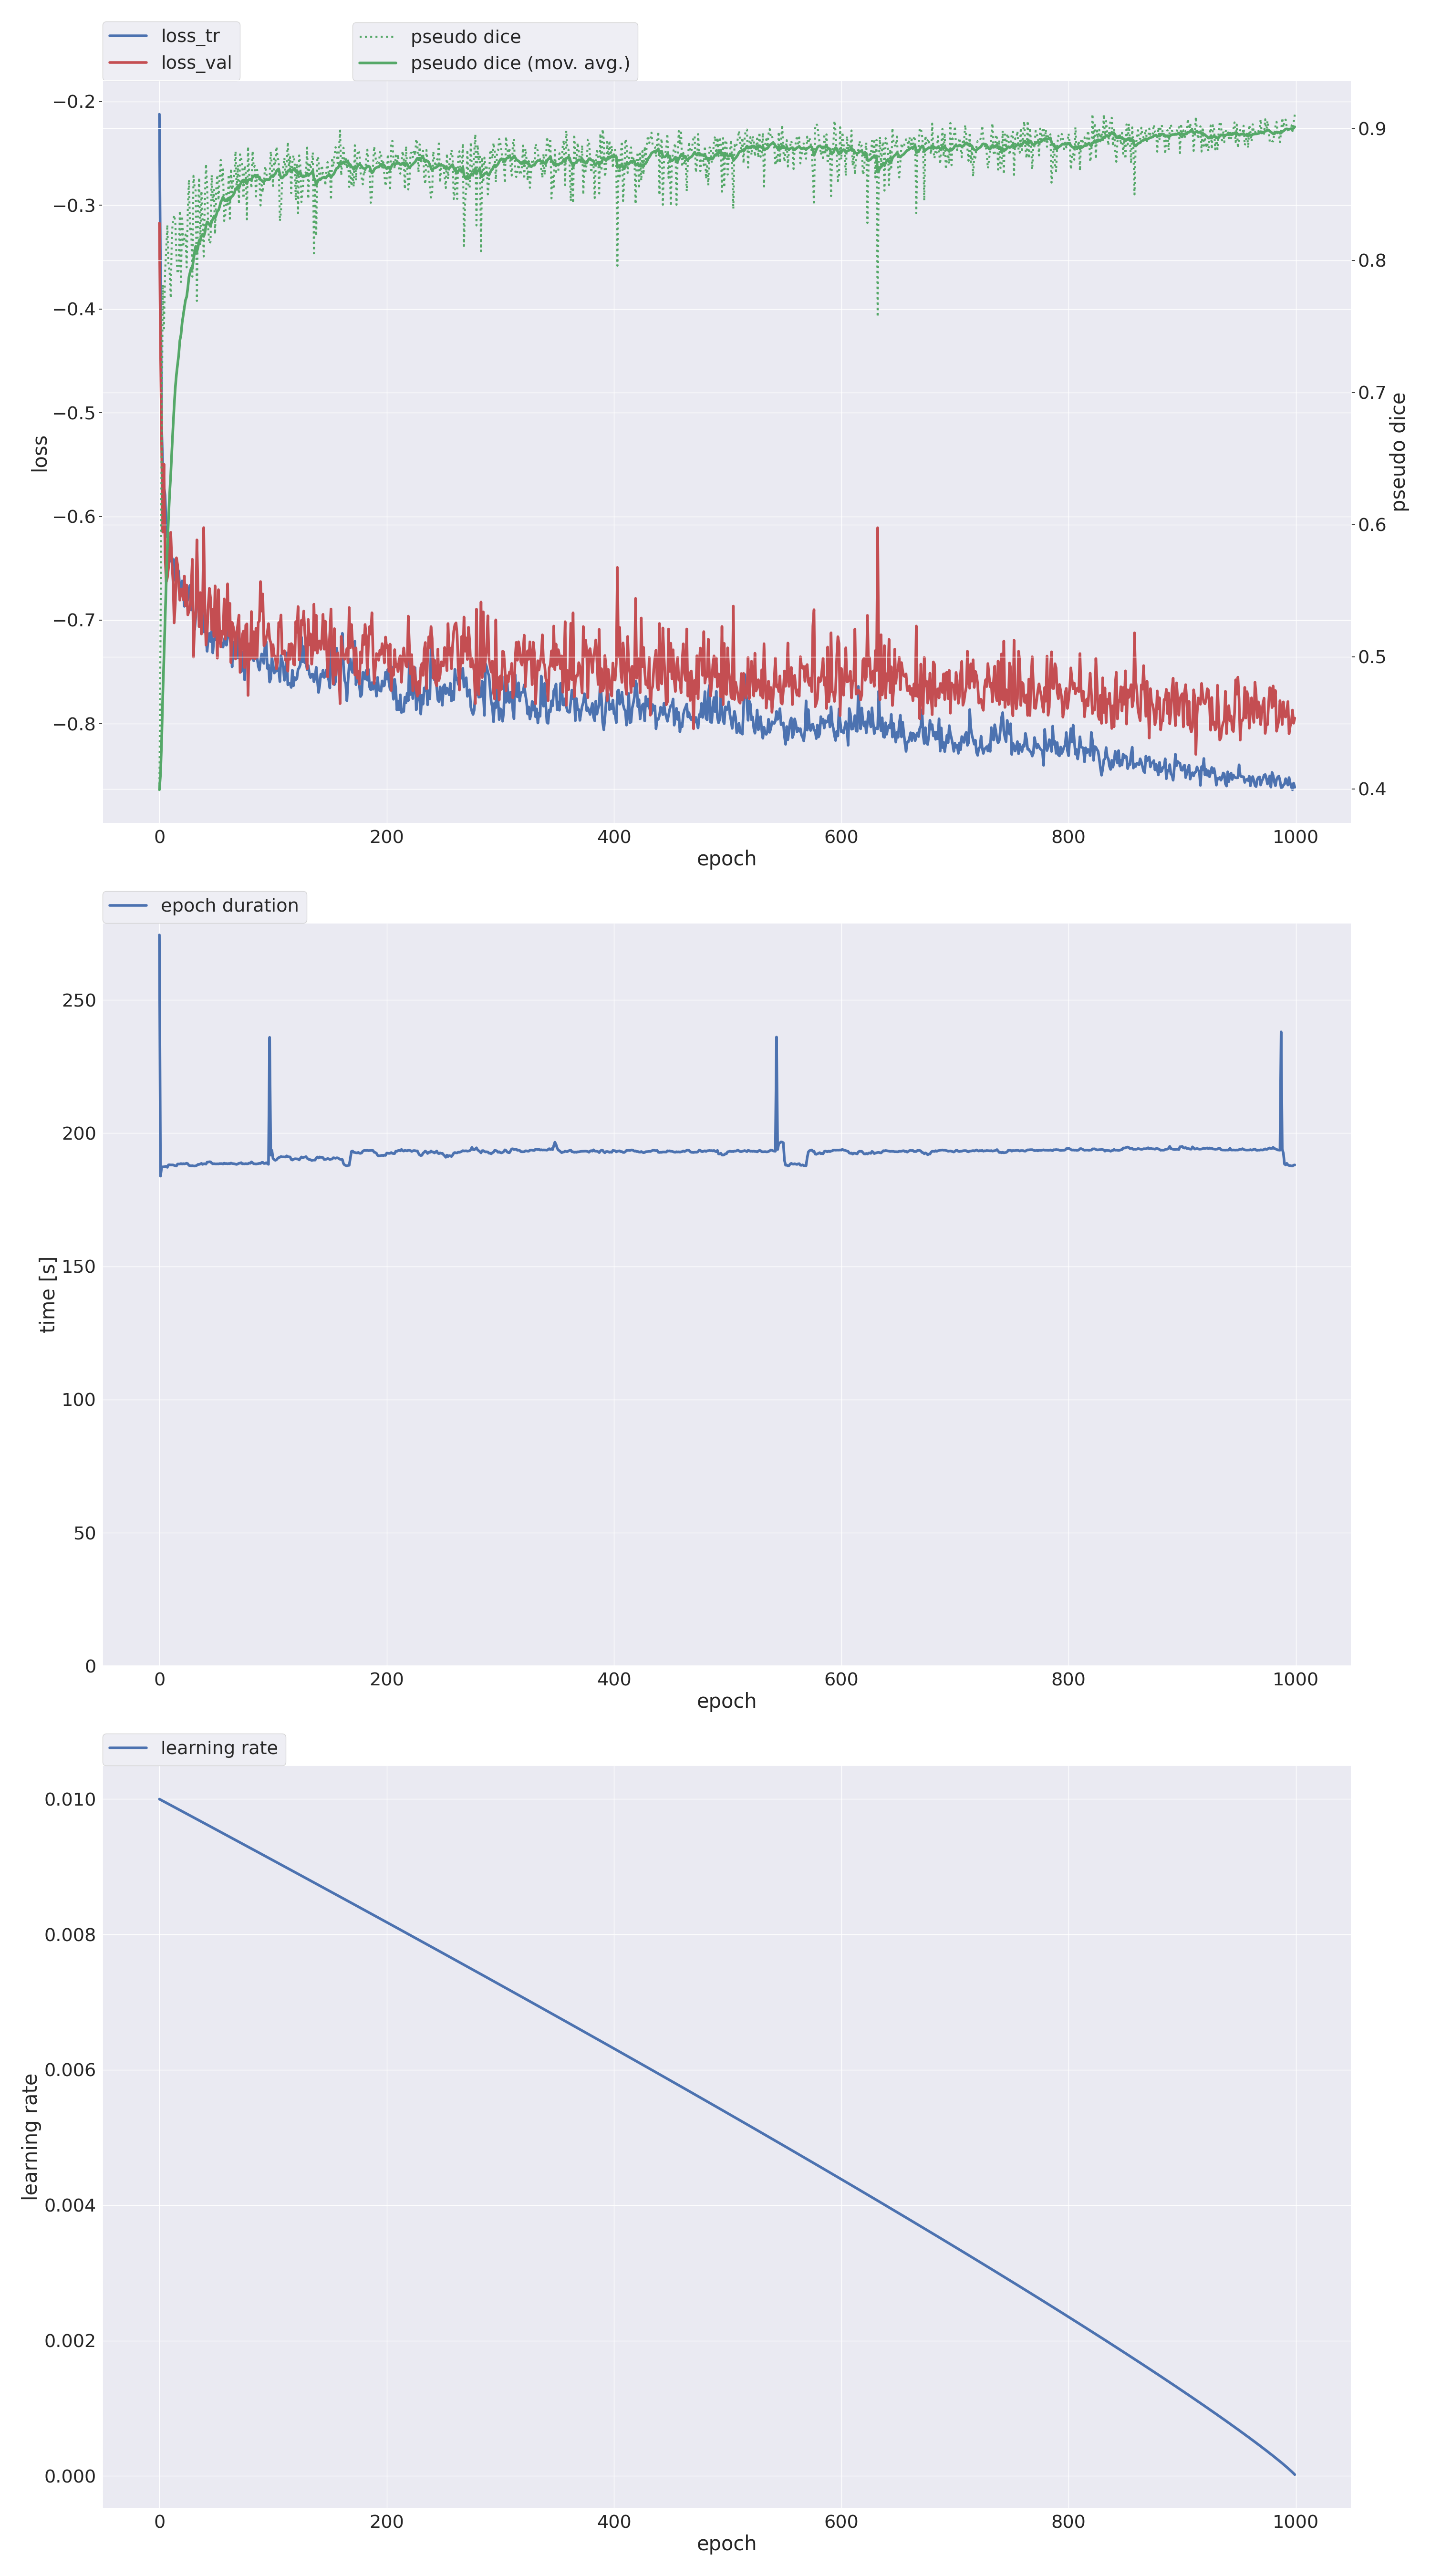 loss_tr
loss_val
pseudo dice
pseudo dice (mov. avg.)
−0.2
−0.3
−0.4
−0.5
−0.6
−0.7
−0.8
loss
0.9
0.8
0.7
0.6
0.5
0.4
pseudo dice
0 200 400 600 800 1000
epoch
epoch duration
250
200
150
100
50
0
time [s]
0 200 400 600 800 1000
epoch
learning rate
0.010
0.008
0.006
0.004
0.002
0.000
learning rate
0 200 400 600 800 1000
epoch